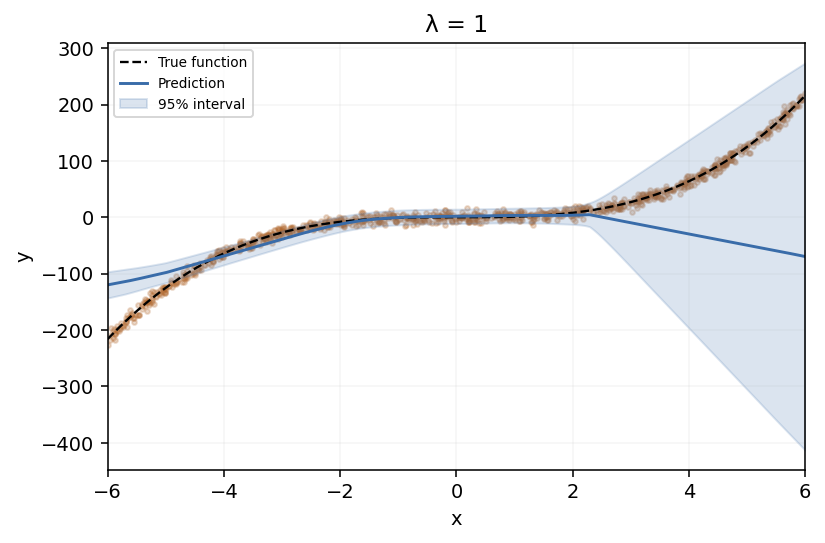 λ = 1
True function
Prediction
95% interval
300
200
100
0
−100
−200
−300
−400
y
−6
−4
−2
0
2
4
6
x